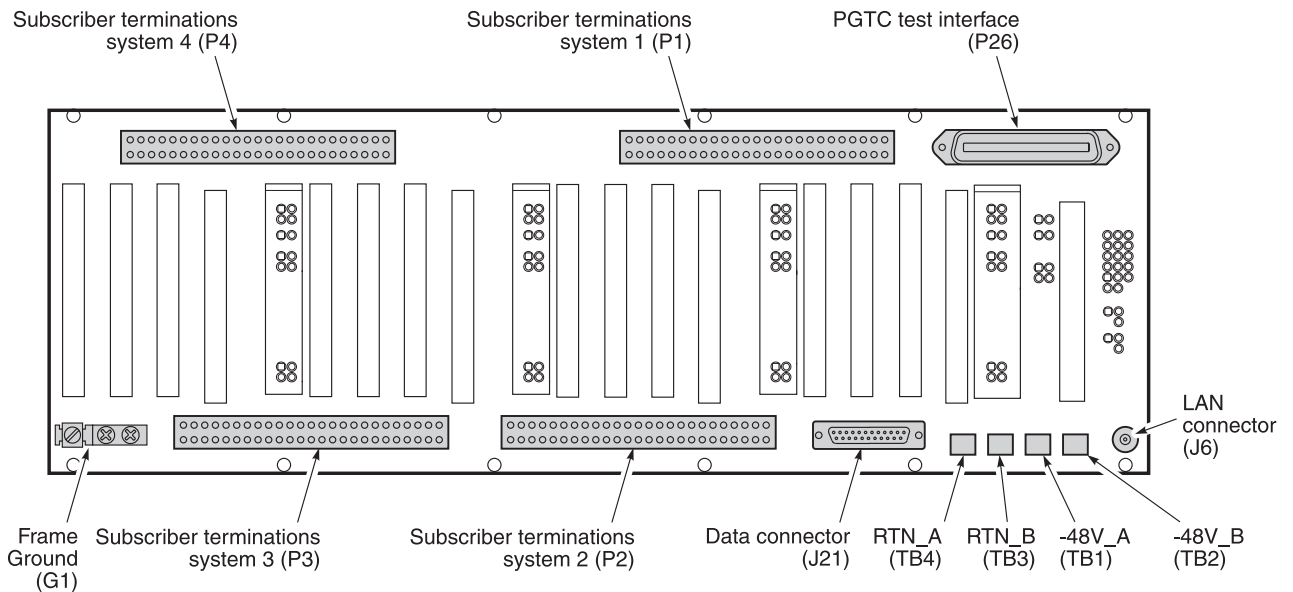 Subscriber terminations
system 4 (P4)
Subscriber terminations
system 1 (P1)
PGTC test interface
(P26)
LAN
connector
(J6)
Frame
Ground
(G1)
Subscriber terminations
system 3 (P3)
Subscriber terminations
system 2 (P2)
Data connector
(J21)
RTN_A
(TB4)
RTN_B
(TB3)
-48V_A
(TB1)
-48V_B
(TB2)